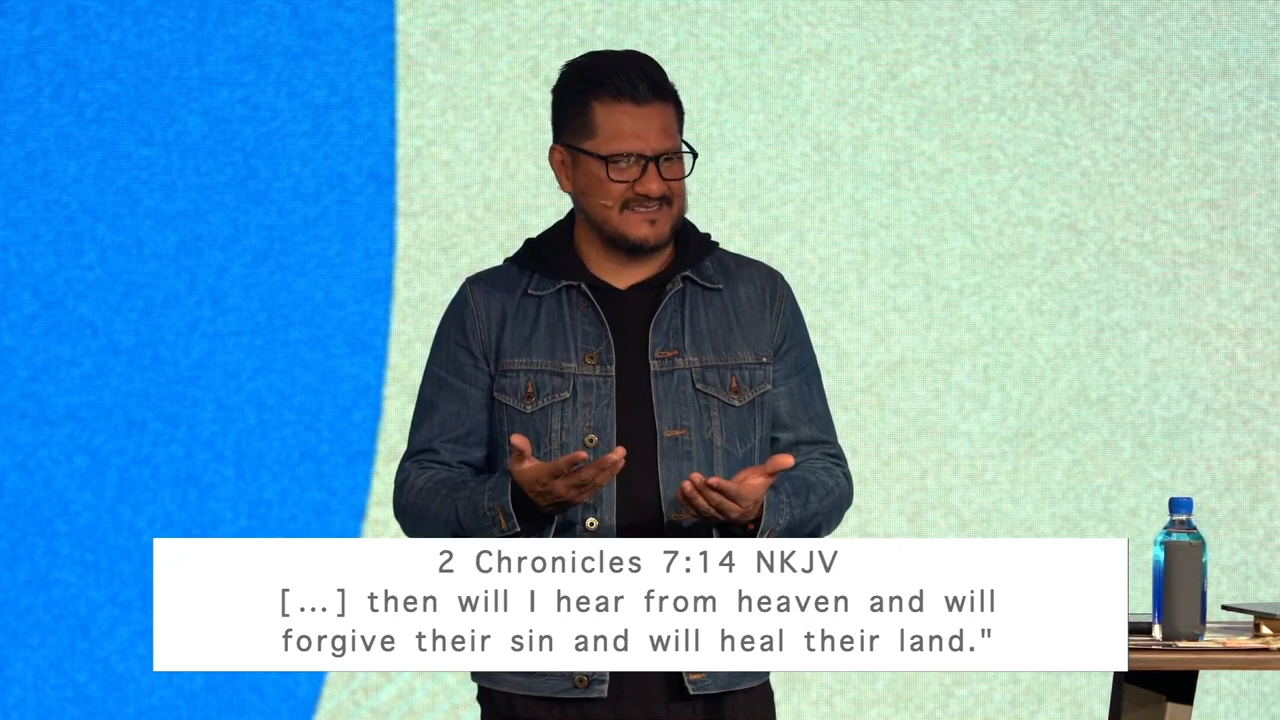 2 Chronicles 7:14 NKJV
[...] then will I hear from heaven and will
forgive their sin and will heal their land."